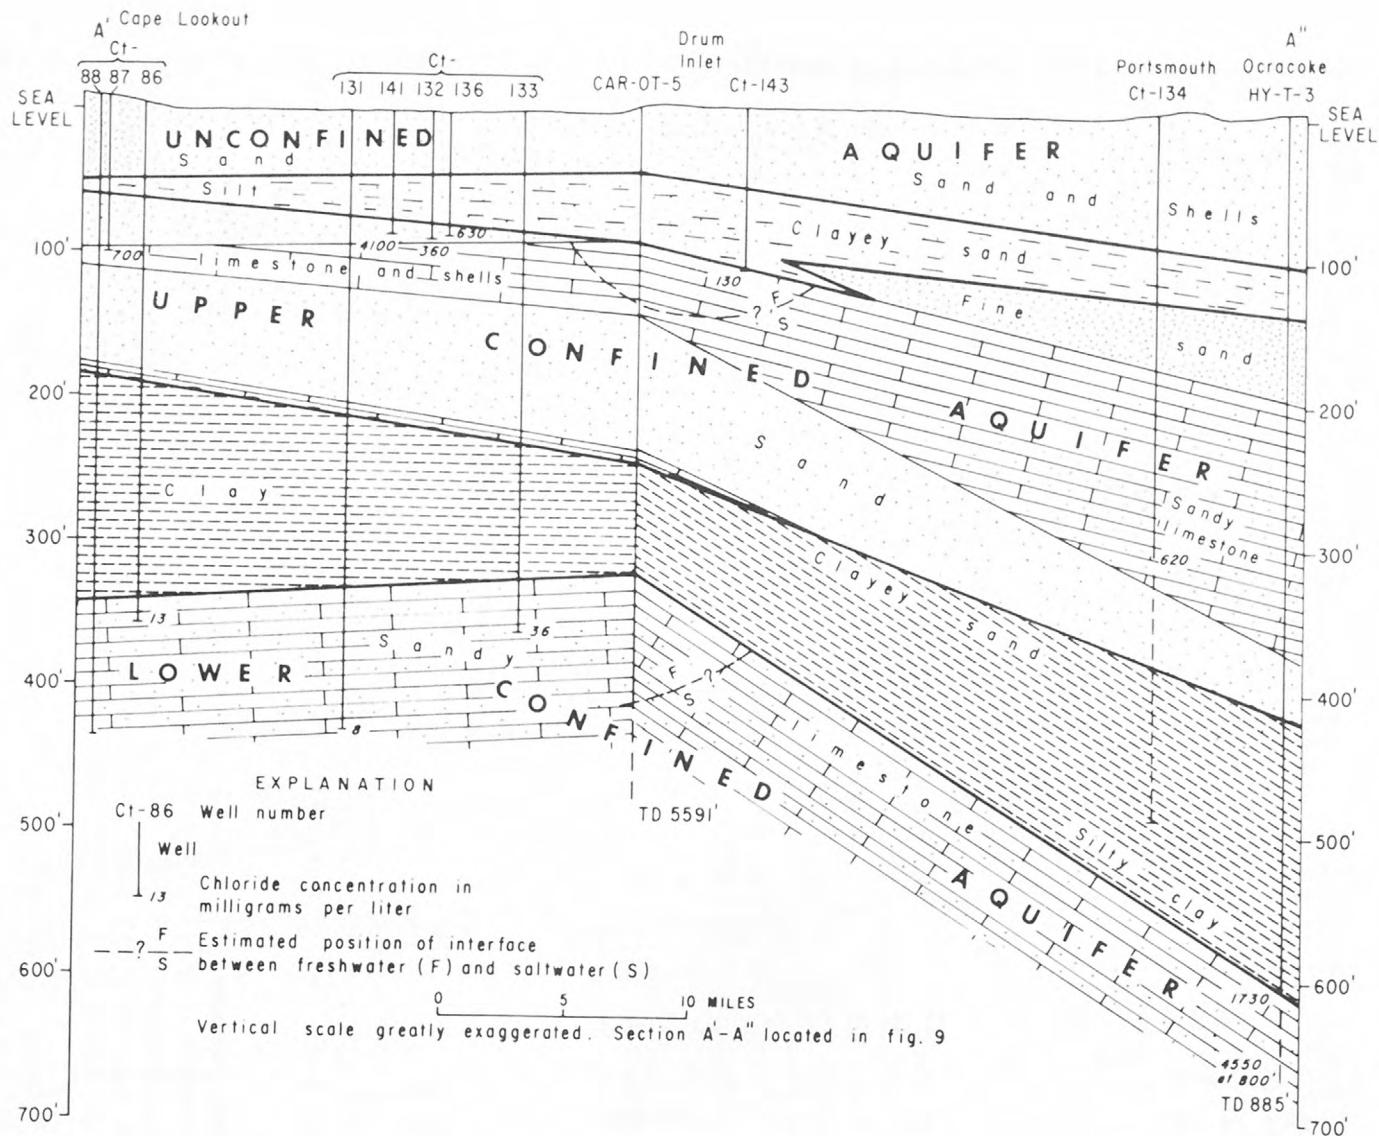 A' Cape Lookout
Ct-
88 87 86
Ct-
131 141 132 136 133
Drum
Inlet
CAR-OT-5 Ct-143
Portsmouth
Ct-134
A"
Ocracoke
HY-T-3
SEA
LEVEL
SEA
LEVEL
UNCONFINED AQUIFER
Sand
Sand and Shells
Silt
Clayey sand
630
4100
360
700
130
100'
100'
limestone and shells
F
?
S
Fine sand
UPPER CONFINED AQUIFER
200'
200'
Sand
Clay
Sandy
limestone
620
300'
300'
Clayey sand
13
36
Sandy
F
?
S
LOWER CONFINED AQUIFER
400'
400'
8
limestone
EXPLANATION
Ct-86 Well number
TD 5591'
500'
500'
Silty clay
Well
Chloride concentration in
13 milligrams per liter
? F
S
Estimated position of interface
between freshwater (F) and saltwater (S)
600'
600'
1730
0 5 10 MILES
Vertical scale greatly exaggerated. Section A'-A" located in fig. 9
4550
at 800'
TD 885'
700'
700'